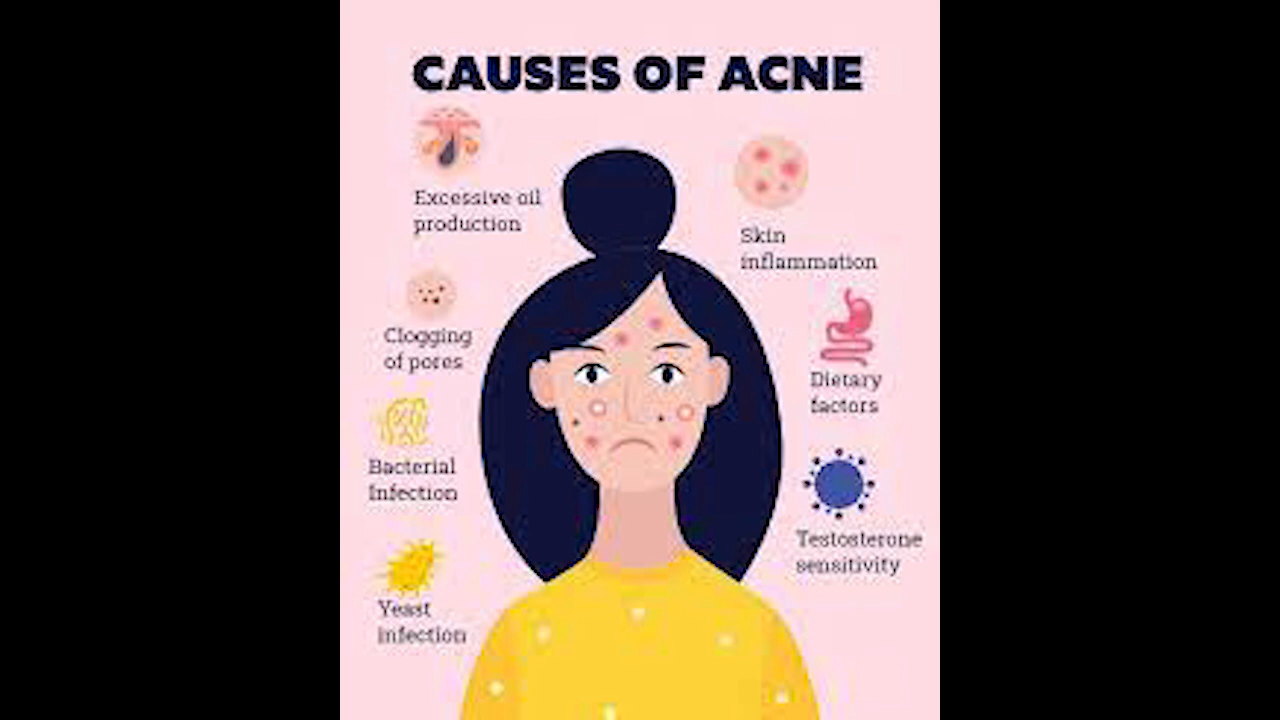 CAUSES OF ACNE
Excessive oil
production
Clogging
of pores
Bacterial
Infection
Yeast
infection
Skin
inflammation
Dietary
factors
Testosterone
sensitivity